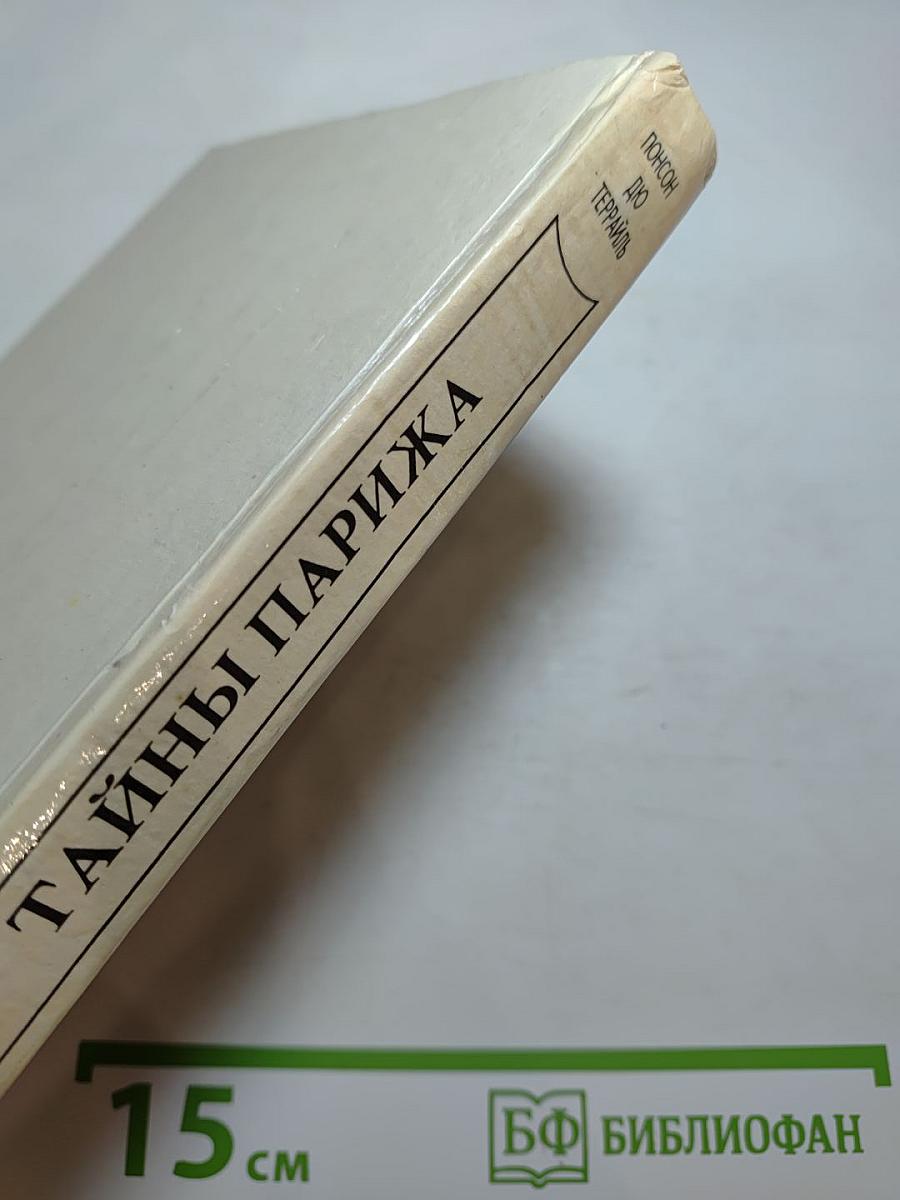 ПОНСОН
ДЮ
ТЕРРАЙЛЬ
ТАЙНЫ ПАРИЖА
15 см
БФ БИБЛИОФАН